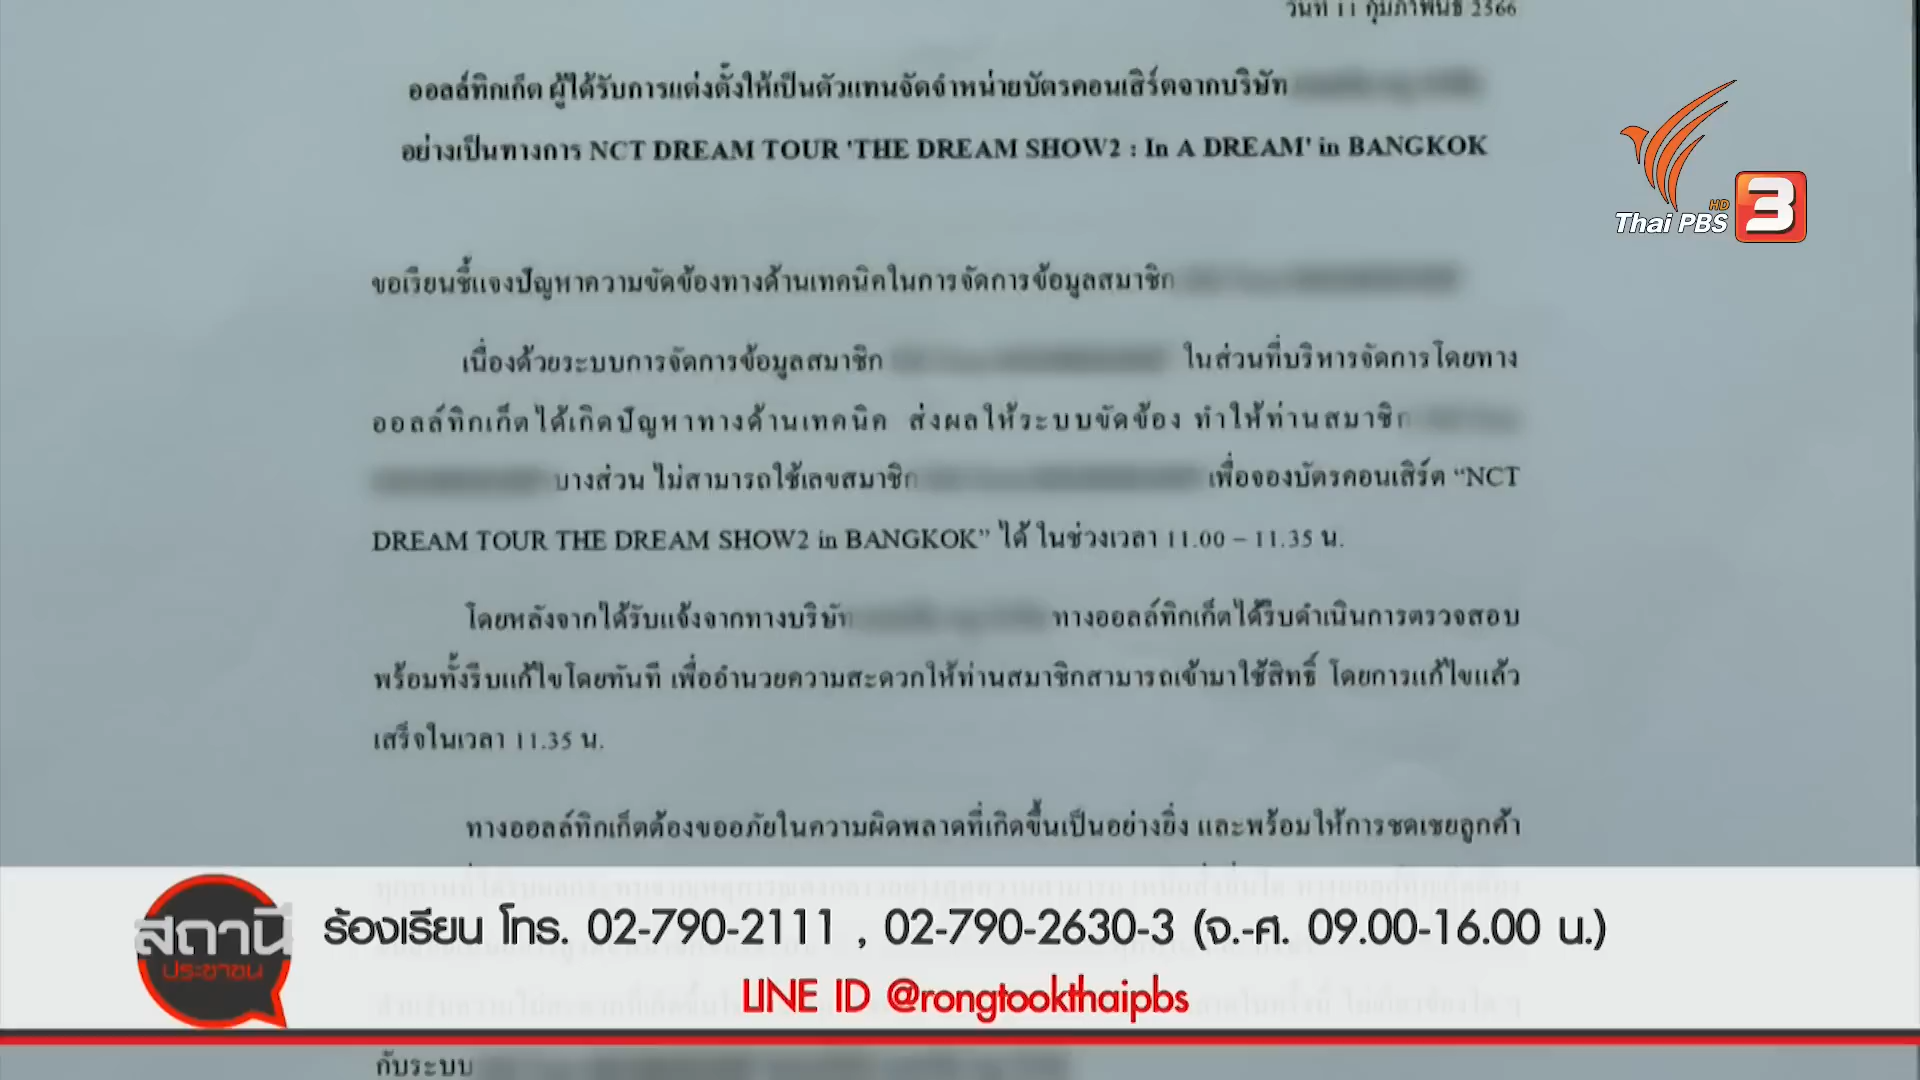 วันที่ 11 กุมภาพันธ์ 2566
ออลล์ทิกเก็ต ผู้ได้รับการแต่งตั้งให้เป็นตัวแทนจัดจำหน่ายบัตรคอนเสิร์ตจากบริษัท
อย่างเป็นทางการ NCT DREAM TOUR 'THE DREAM SHOW2 : In A DREAM' in BANGKOK
Thai PBS HD 3
ขอเรียนชี้แจงปัญหาความขัดข้องทางด้านเทคนิคในการจัดการข้อมูลสมาชิก
เนื่องด้วยระบบการจัดการข้อมูลสมาชิก ในส่วนที่บริหารจัดการโดยทาง
ออลล์ทิกเก็ตได้เกิดปัญหาทางด้านเทคนิค ส่งผลให้ระบบขัดข้อง ทำให้ท่านสมาชิก
บางส่วน ไม่สามารถใช้เลขสมาชิก เพื่อจองบัตรคอนเสิร์ต “NCT
DREAM TOUR THE DREAM SHOW2 in BANGKOK” ได้ ในช่วงเวลา 11.00 – 11.35 น.
โดยหลังจากได้รับแจ้งจากทางบริษัท ทางออลล์ทิกเก็ตได้รีบดำเนินการตรวจสอบ
พร้อมทั้งรีบแก้ไขโดยทันที เพื่ออำนวยความสะดวกให้ท่านสมาชิกสามารถเข้ามาใช้สิทธิ์ โดยการแก้ไขแล้ว
เสร็จในเวลา 11.35 น.
ทางออลล์ทิกเก็ตต้องขออภัยในความผิดพลาดที่เกิดขึ้นเป็นอย่างยิ่ง และพร้อมให้การชดเชยลูกค้า
สถานี
ประชาชน
ร้องเรียน โทร. 02-790-2111 , 02-790-2630-3 (จ.-ศ. 09.00-16.00 น.)
LINE ID @rongtookthaipbs
กับระบบ